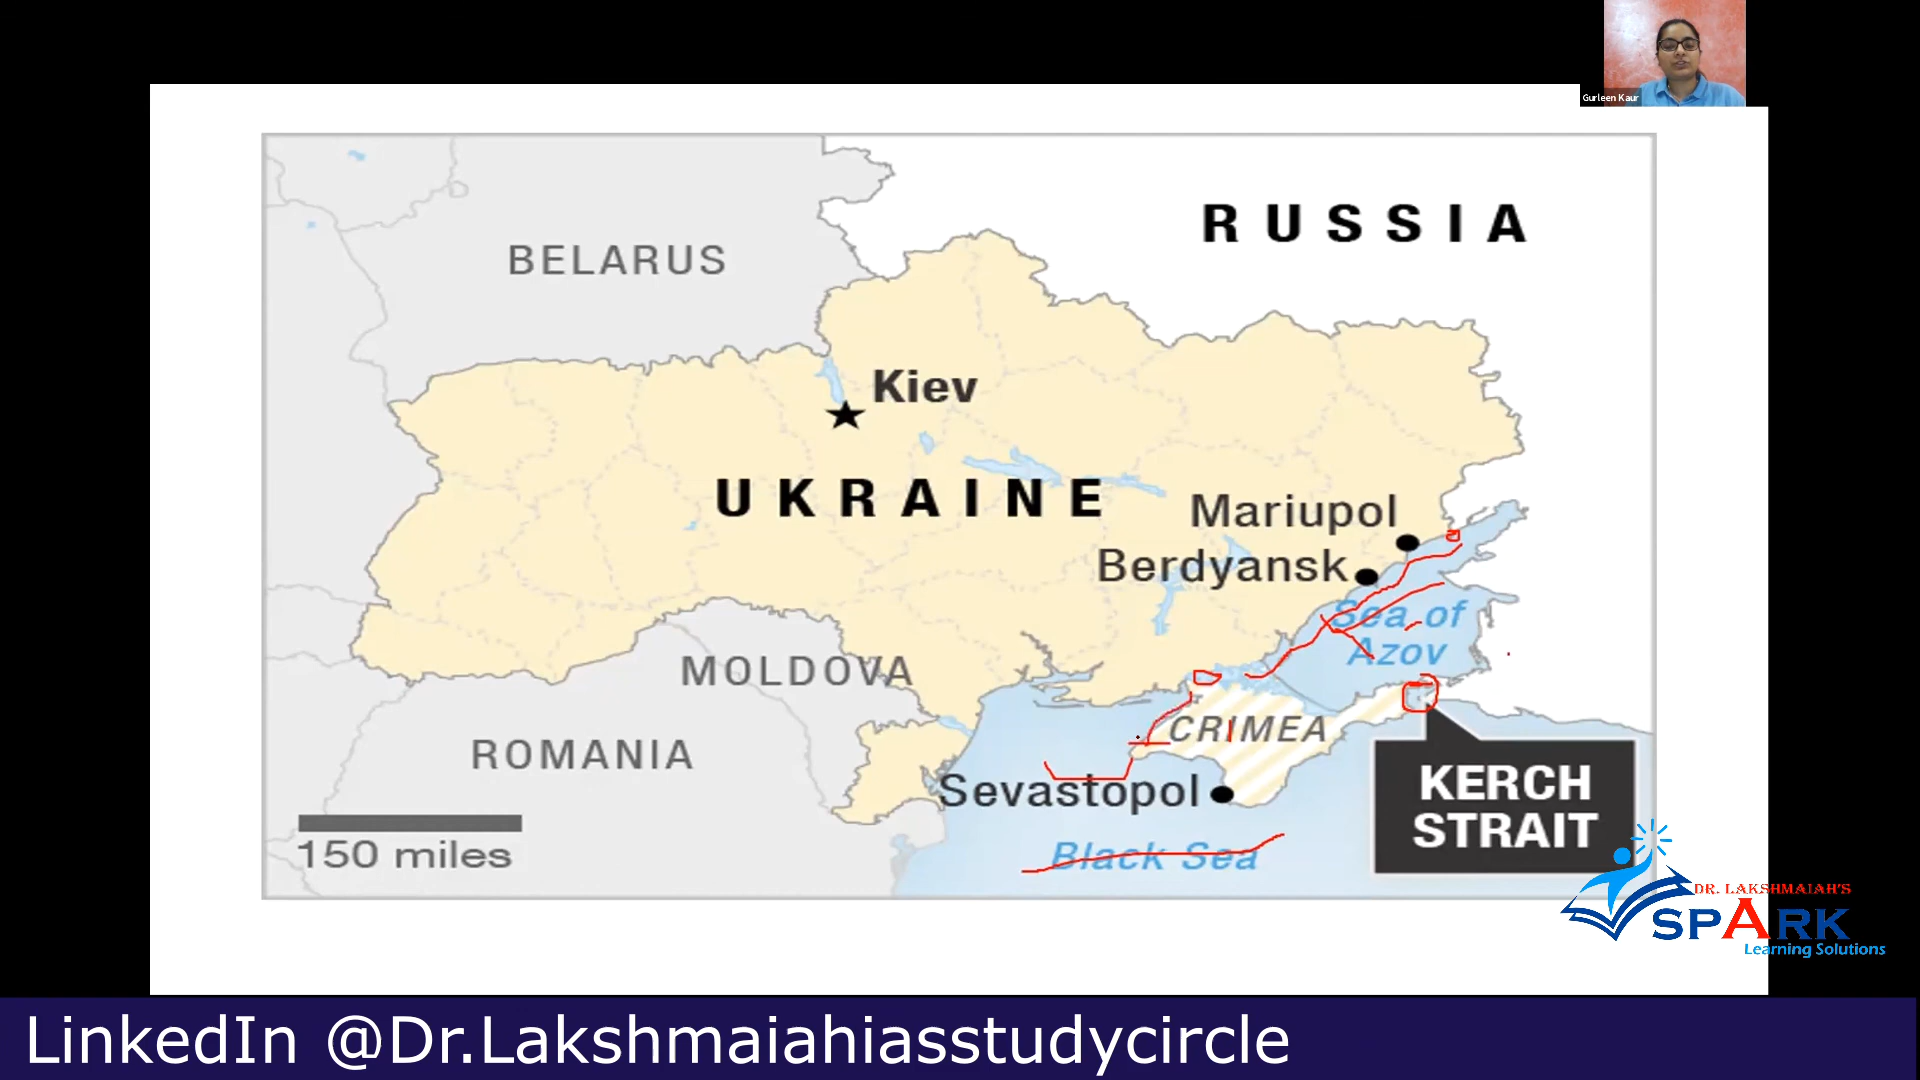 Gurleen Kaur
RUSSIA
BELARUS
Kiev
UKRAINE
Mariupol
Berdyansk
Sea of
Azov
MOLDOVA
CRIMEA
ROMANIA
Sevastopol
KERCH
STRAIT
150 miles
Black Sea
DR. LAKSHMAIAH'S
SPARK
Learning Solutions
LinkedIn @Dr.Lakshmaiahiasstudycircle